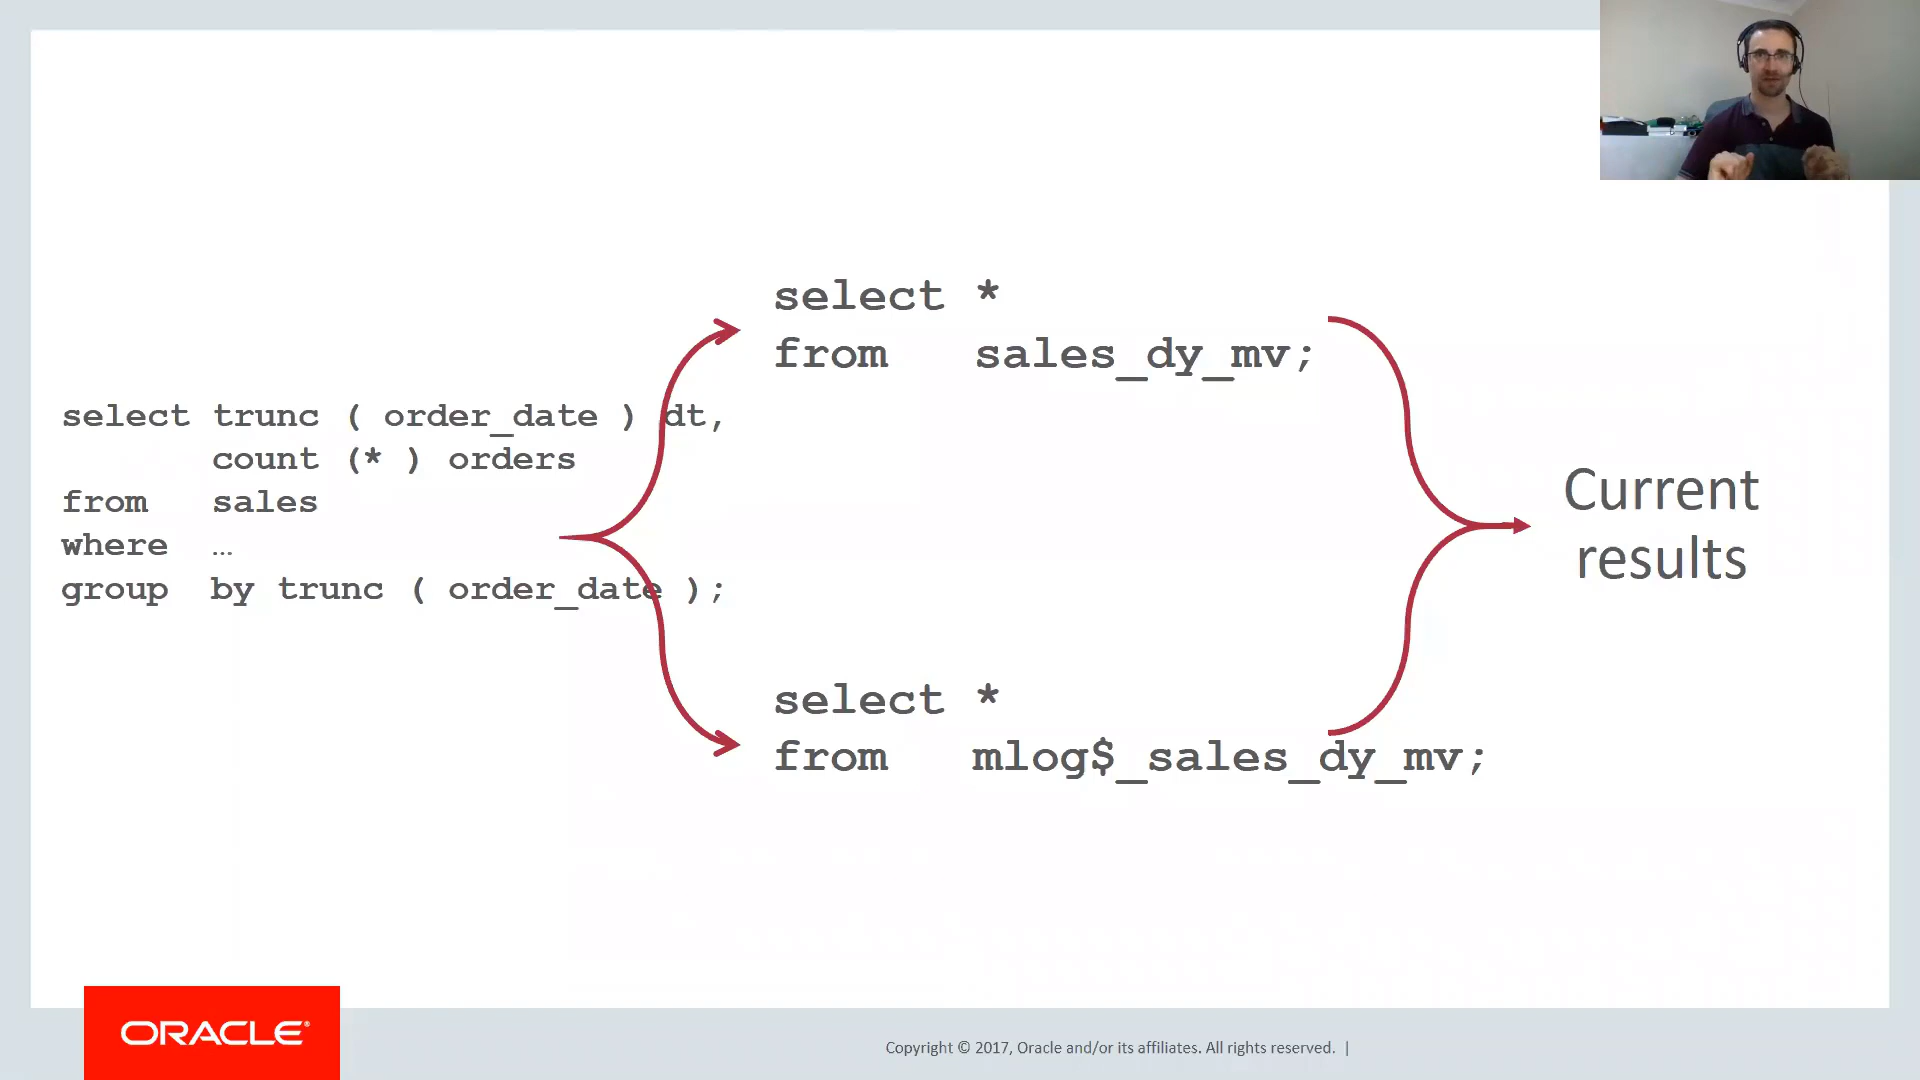 select trunc ( order_date ) dt,
count (* ) orders
from sales
where …
group by trunc ( order_date );
select *
from sales_dy_mv;
select *
from mlog$_sales_dy_mv;
Current
results
ORACLE®
Copyright © 2017, Oracle and/or its affiliates. All rights reserved. |